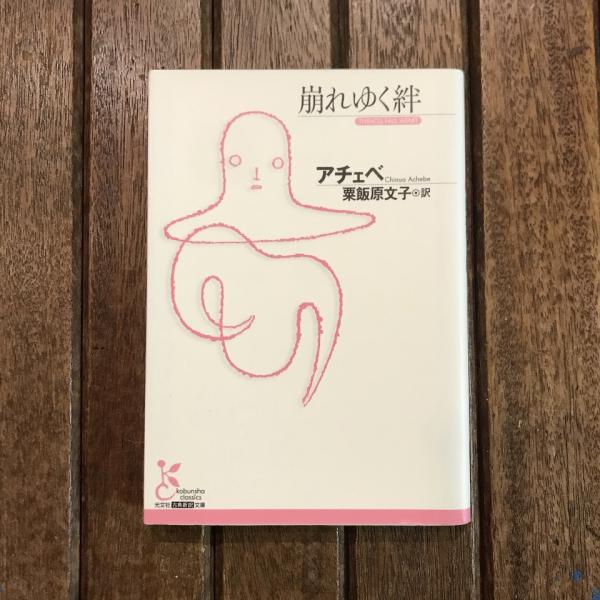 崩れゆく絆
THINGS FALL APART
アチェベ Chinua Achebe
粟飯原文子◉訳
kobunsha
classics
光文社古典新訳文庫